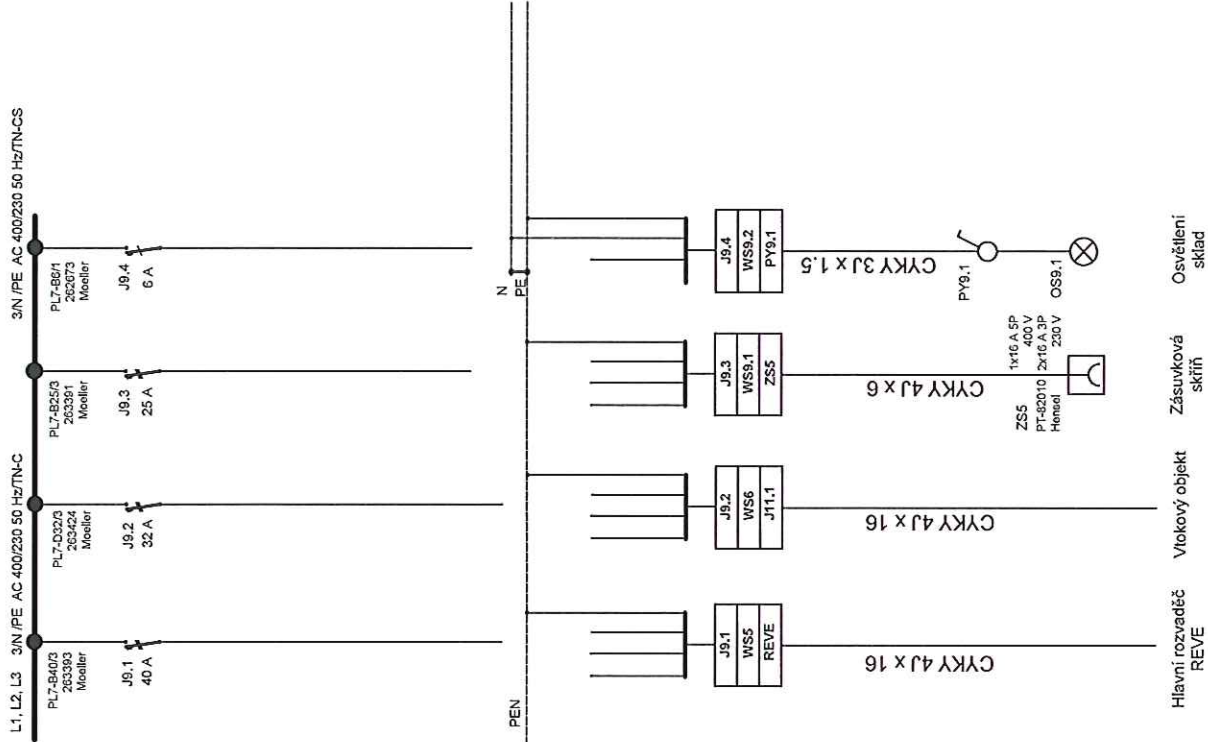 L1, L2, L3 3/N /PE AC 400/230 50 Hz/TN-C
3/N /PE AC 400/230 50 Hz/TN-CS
PL7-B40/3
263393
Moeller
J9.1
40 A
PL7-D32/3
263424
Moeller
J9.2
32 A
PL7-B25/3
263391
Moeller
J9.3
25 A
PL7-B6/1
262673
Moeller
J9.4
6 A
PEN
N
PE
J9.1
WS5
REVE
CYKY 4J x 16
Hlavní rozvaděč
REVE
J9.2
WS6
J11.1
CYKY 4J x 16
Vtokový objekt
J9.3
WS9.1
ZS5
CYKY 4J x 6
ZS5 1x16 A 5P
400 V
PT-82010 2x16 A 3P
Hensel 230 V
Zásuvková
skříň
J9.4
WS9.2
PY9.1
CYKY 3J x 1.5
PY9.1
OS9.1
Osvětlení
sklad